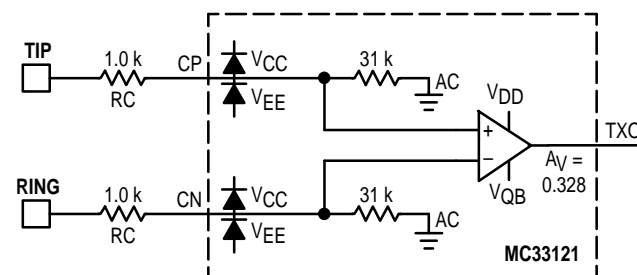 TIP
1.0 k
RC
CP
VCC
VEE
31 k
AC
VDD
+
−
VQB
AV =
0.328
TXO
RING
1.0 k
RC
CN
VCC
VEE
31 k
AC
MC33121